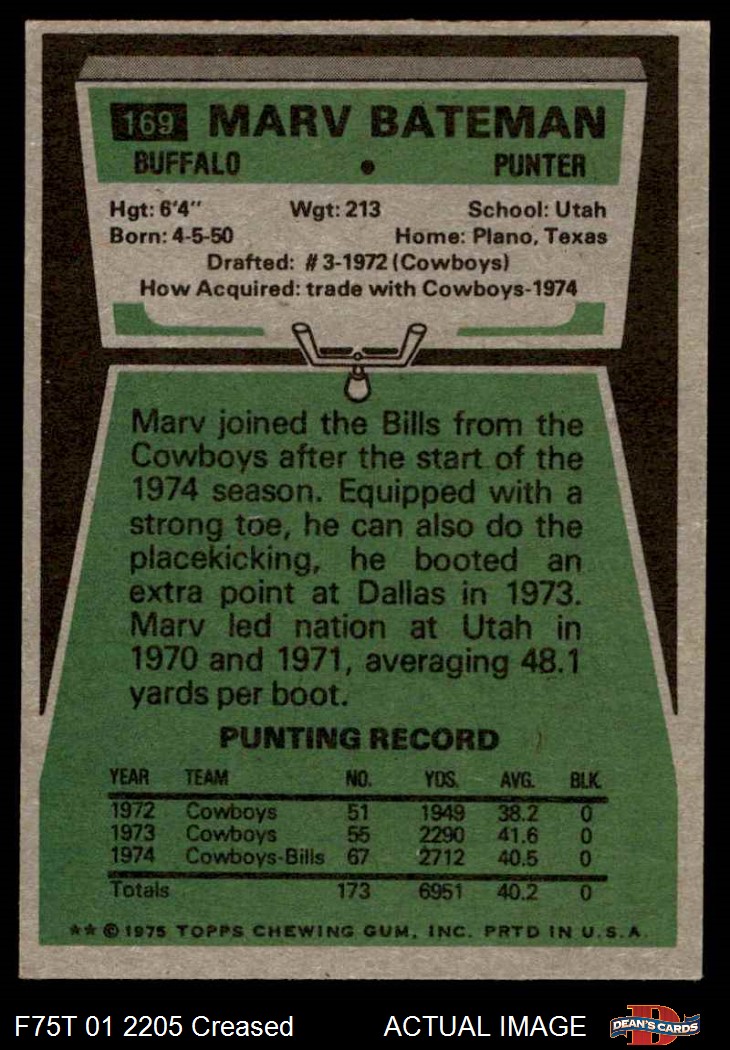 169 MARV BATEMAN
BUFFALO • PUNTER
Hgt: 6'4" Wgt: 213 School: Utah
Born: 4-5-50 Home: Plano, Texas
Drafted: #3-1972 (Cowboys)
How Acquired: trade with Cowboys-1974
Marv joined the Bills from the
Cowboys after the start of the
1974 season. Equipped with a
strong toe, he can also do the
placekicking, he booted an
extra point at Dallas in 1973.
Marv led nation at Utah in
1970 and 1971, averaging 48.1
yards per boot.
PUNTING RECORD
YEAR TEAM NO. YDS. AVG. BLK.
1972 Cowboys 51 1949 38.2 0
1973 Cowboys 55 2290 41.6 0
1974 Cowboys-Bills 67 2712 40.5 0
Totals 173 6951 40.2 0
** © 1975 TOPPS CHEWING GUM, INC. PRTD IN U.S.A.
F75T 01 2205 Creased ACTUAL IMAGE DEAN'S CARDS